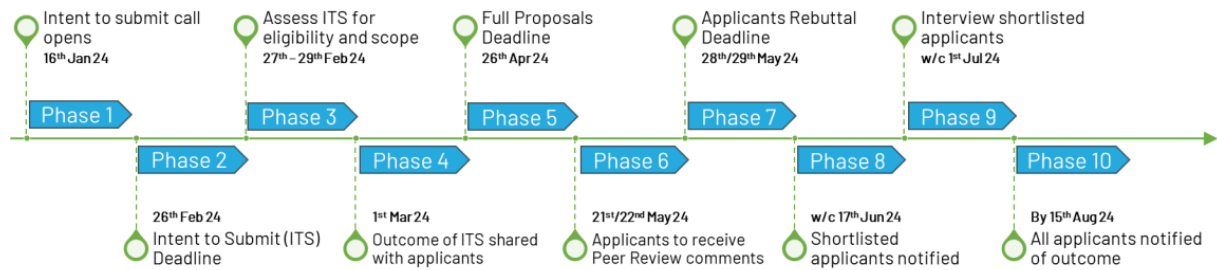 Intent to submit call
opens
16th Jan 24
Phase 1
Phase 2
26th Feb 24
Intent to Submit (ITS)
Deadline
Assess ITS for
eligibility and scope
27th – 29th Feb 24
Phase 3
Phase 4
1st Mar 24
Outcome of ITS shared
with applicants
Full Proposals
Deadline
26th Apr 24
Phase 5
Phase 6
21st/22nd May 24
Applicants to receive
Peer Review comments
Applicants Rebuttal
Deadline
28th/29th May 24
Phase 7
Phase 8
w/c 17th Jun 24
Shortlisted
applicants notified
Interview shortlisted
applicants
w/c 1st Jul 24
Phase 9
Phase 10
By 15th Aug 24
All applicants notified
of outcome